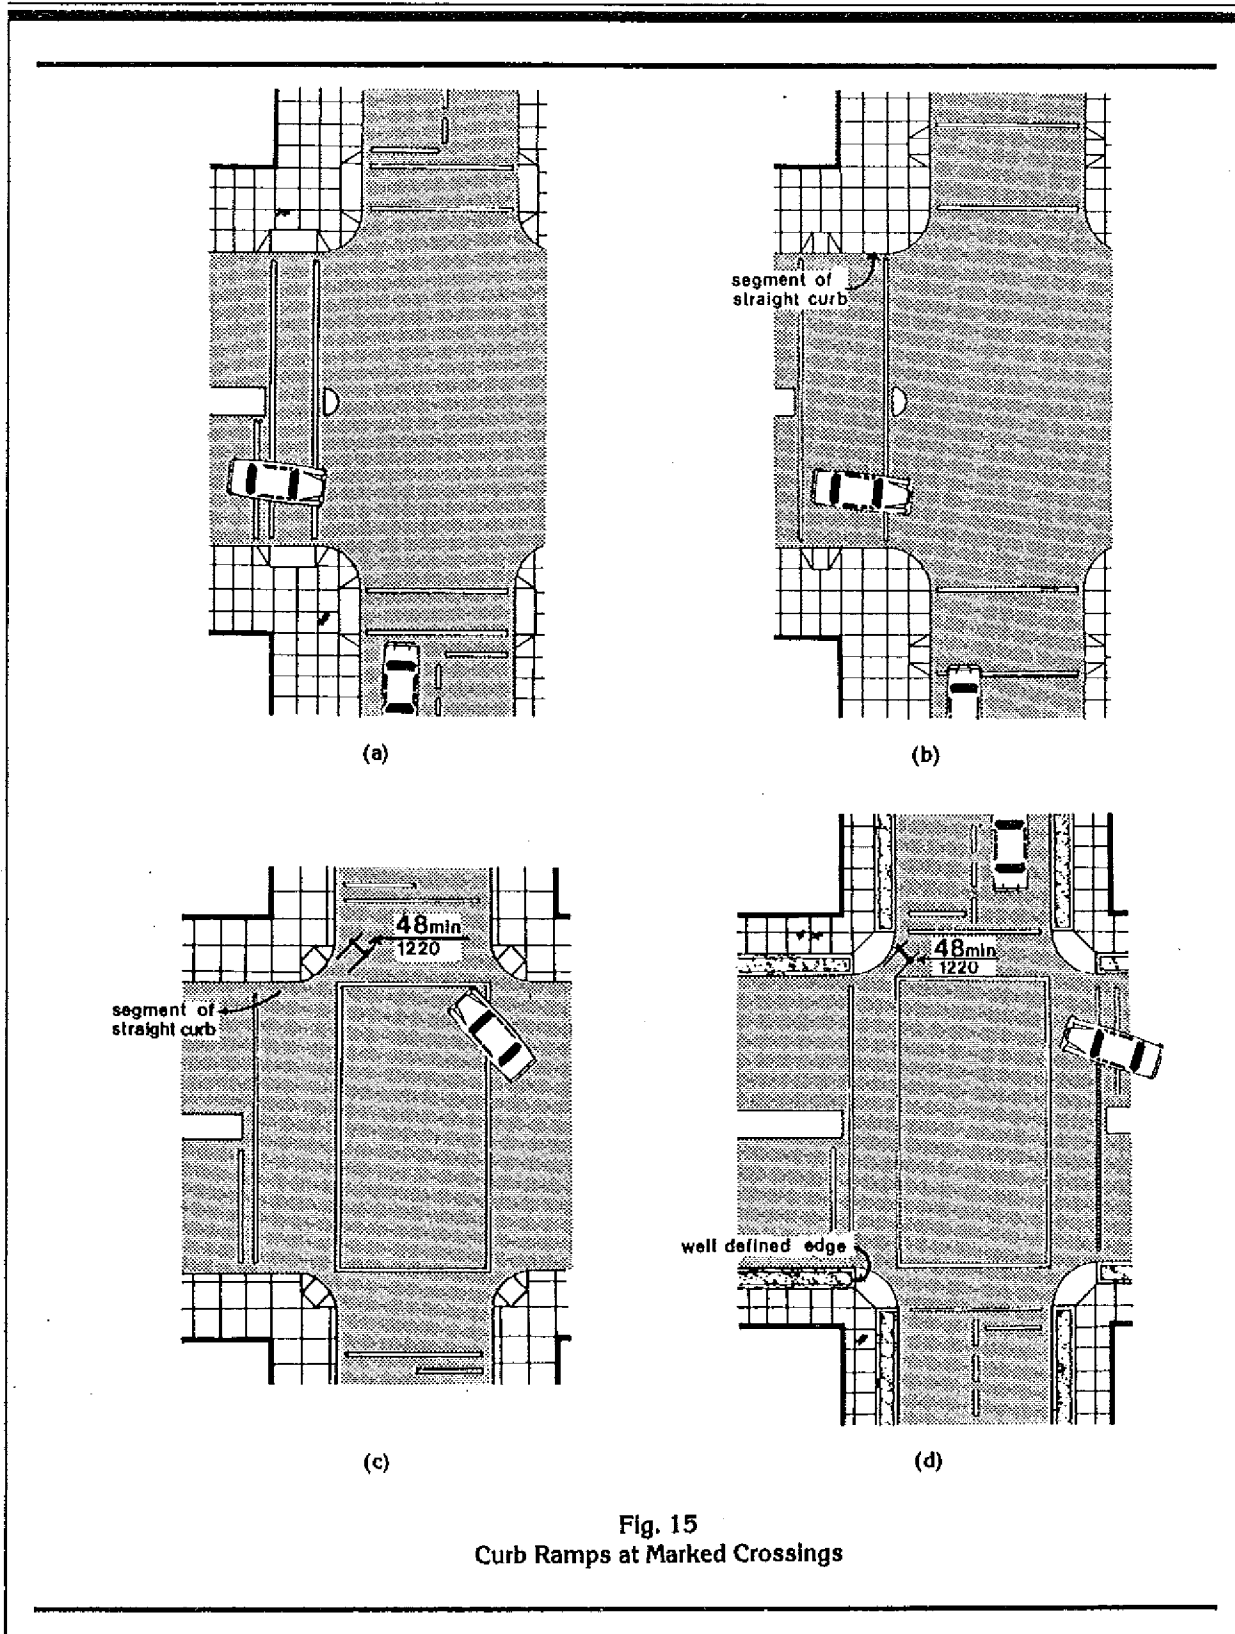 segment of
straight curb
(a)
(b)
48min
1220
segment of
straight curb
48min
1220
well defined edge
(c)
(d)
Fig. 15
Curb Ramps at Marked Crossings